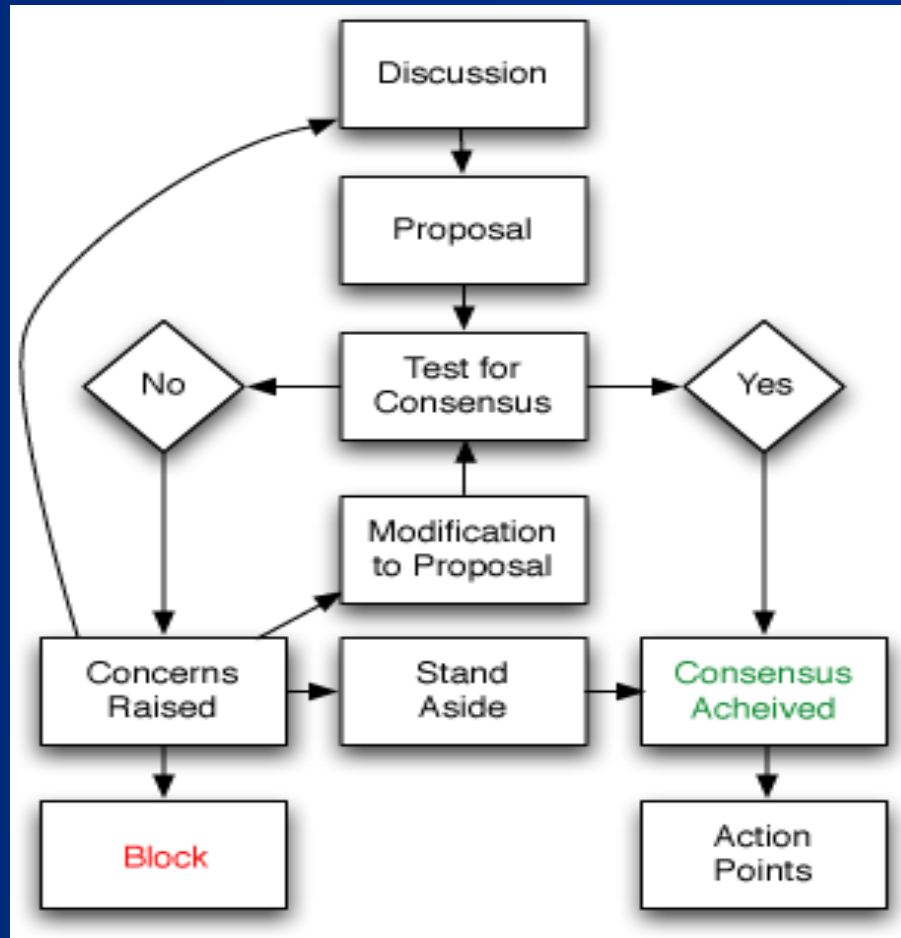 Discussion
Proposal
No
Test for
Consensus
Yes
Modification
to Proposal
Concerns
Raised
Stand
Aside
Consensus
Acheived
Block
Action
Points